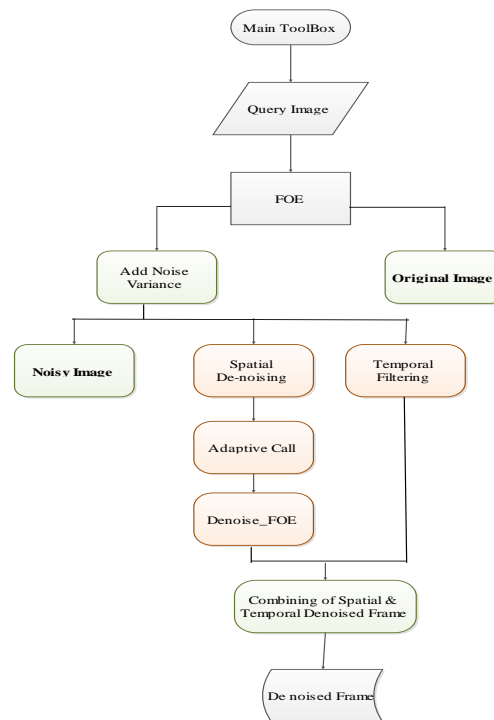 Main ToolBox
Query Image
FOE
Add Noise
Variance
Original Image
Noisy Image
Spatial
De-noising
Temporal
Filtering
Adaptive Call
Denoise_FOE
Combining of Spatial &
Temporal Denoised Frame
De noised Frame